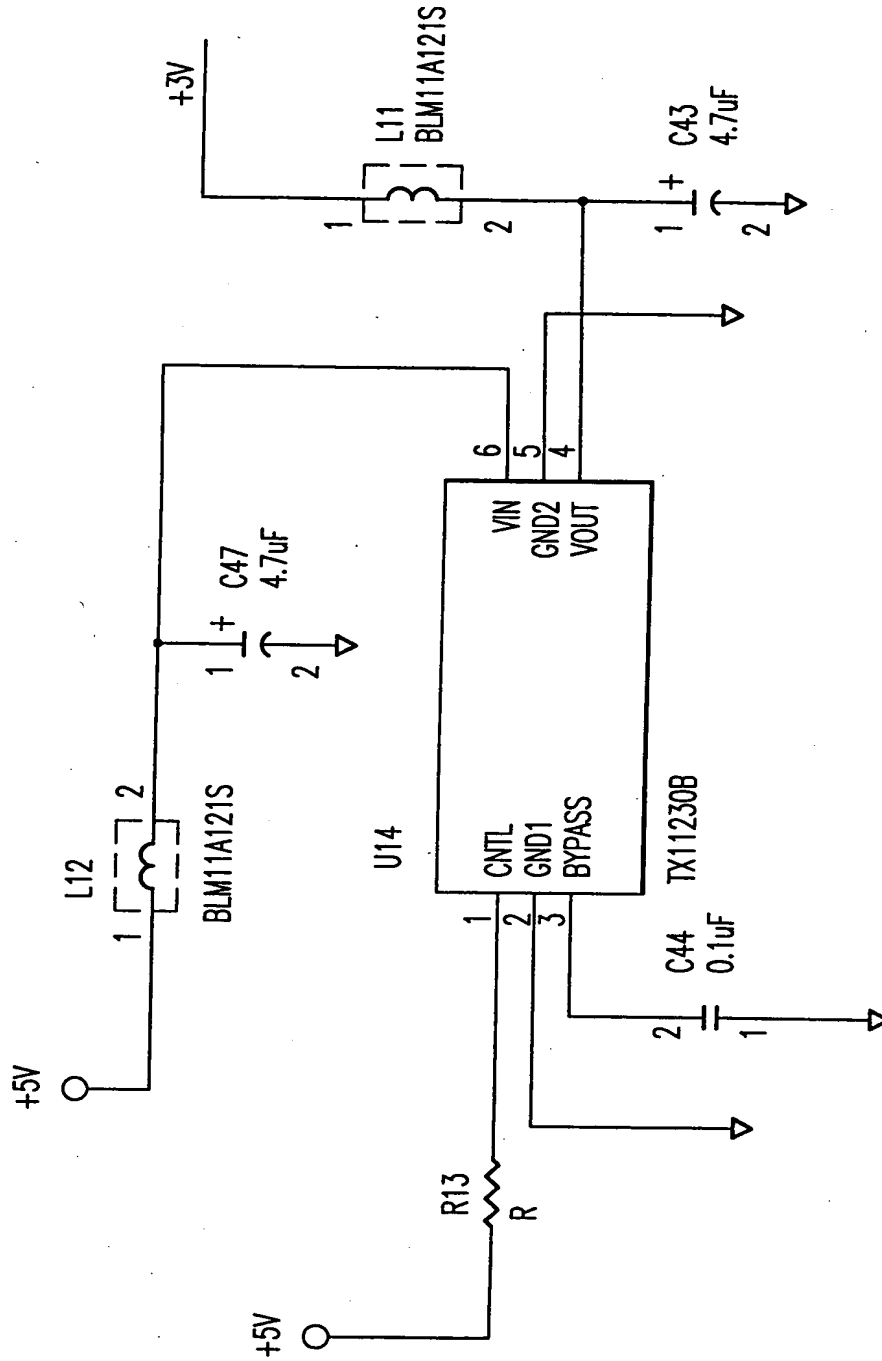 +5V
L12
1
2
BLM11A121S
C47
4.7uF
1
+
2
+3V
L11
BLM11A121S
1
2
C43
4.7uF
1
+
2
U14
CNTL
GND1
BYPASS
VIN
GND2
VOUT
1
2
3
6
5
4
TX11230B
C44
0.1uF
2
1
+5V
R13
R